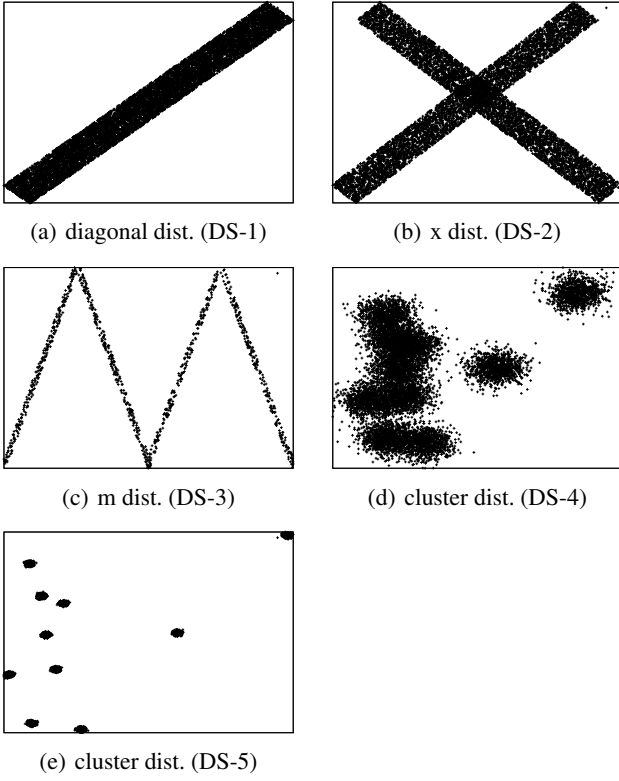 (a) diagonal dist. (DS-1)
(b) x dist. (DS-2)
(c) m dist. (DS-3)
(d) cluster dist. (DS-4)
(e) cluster dist. (DS-5)